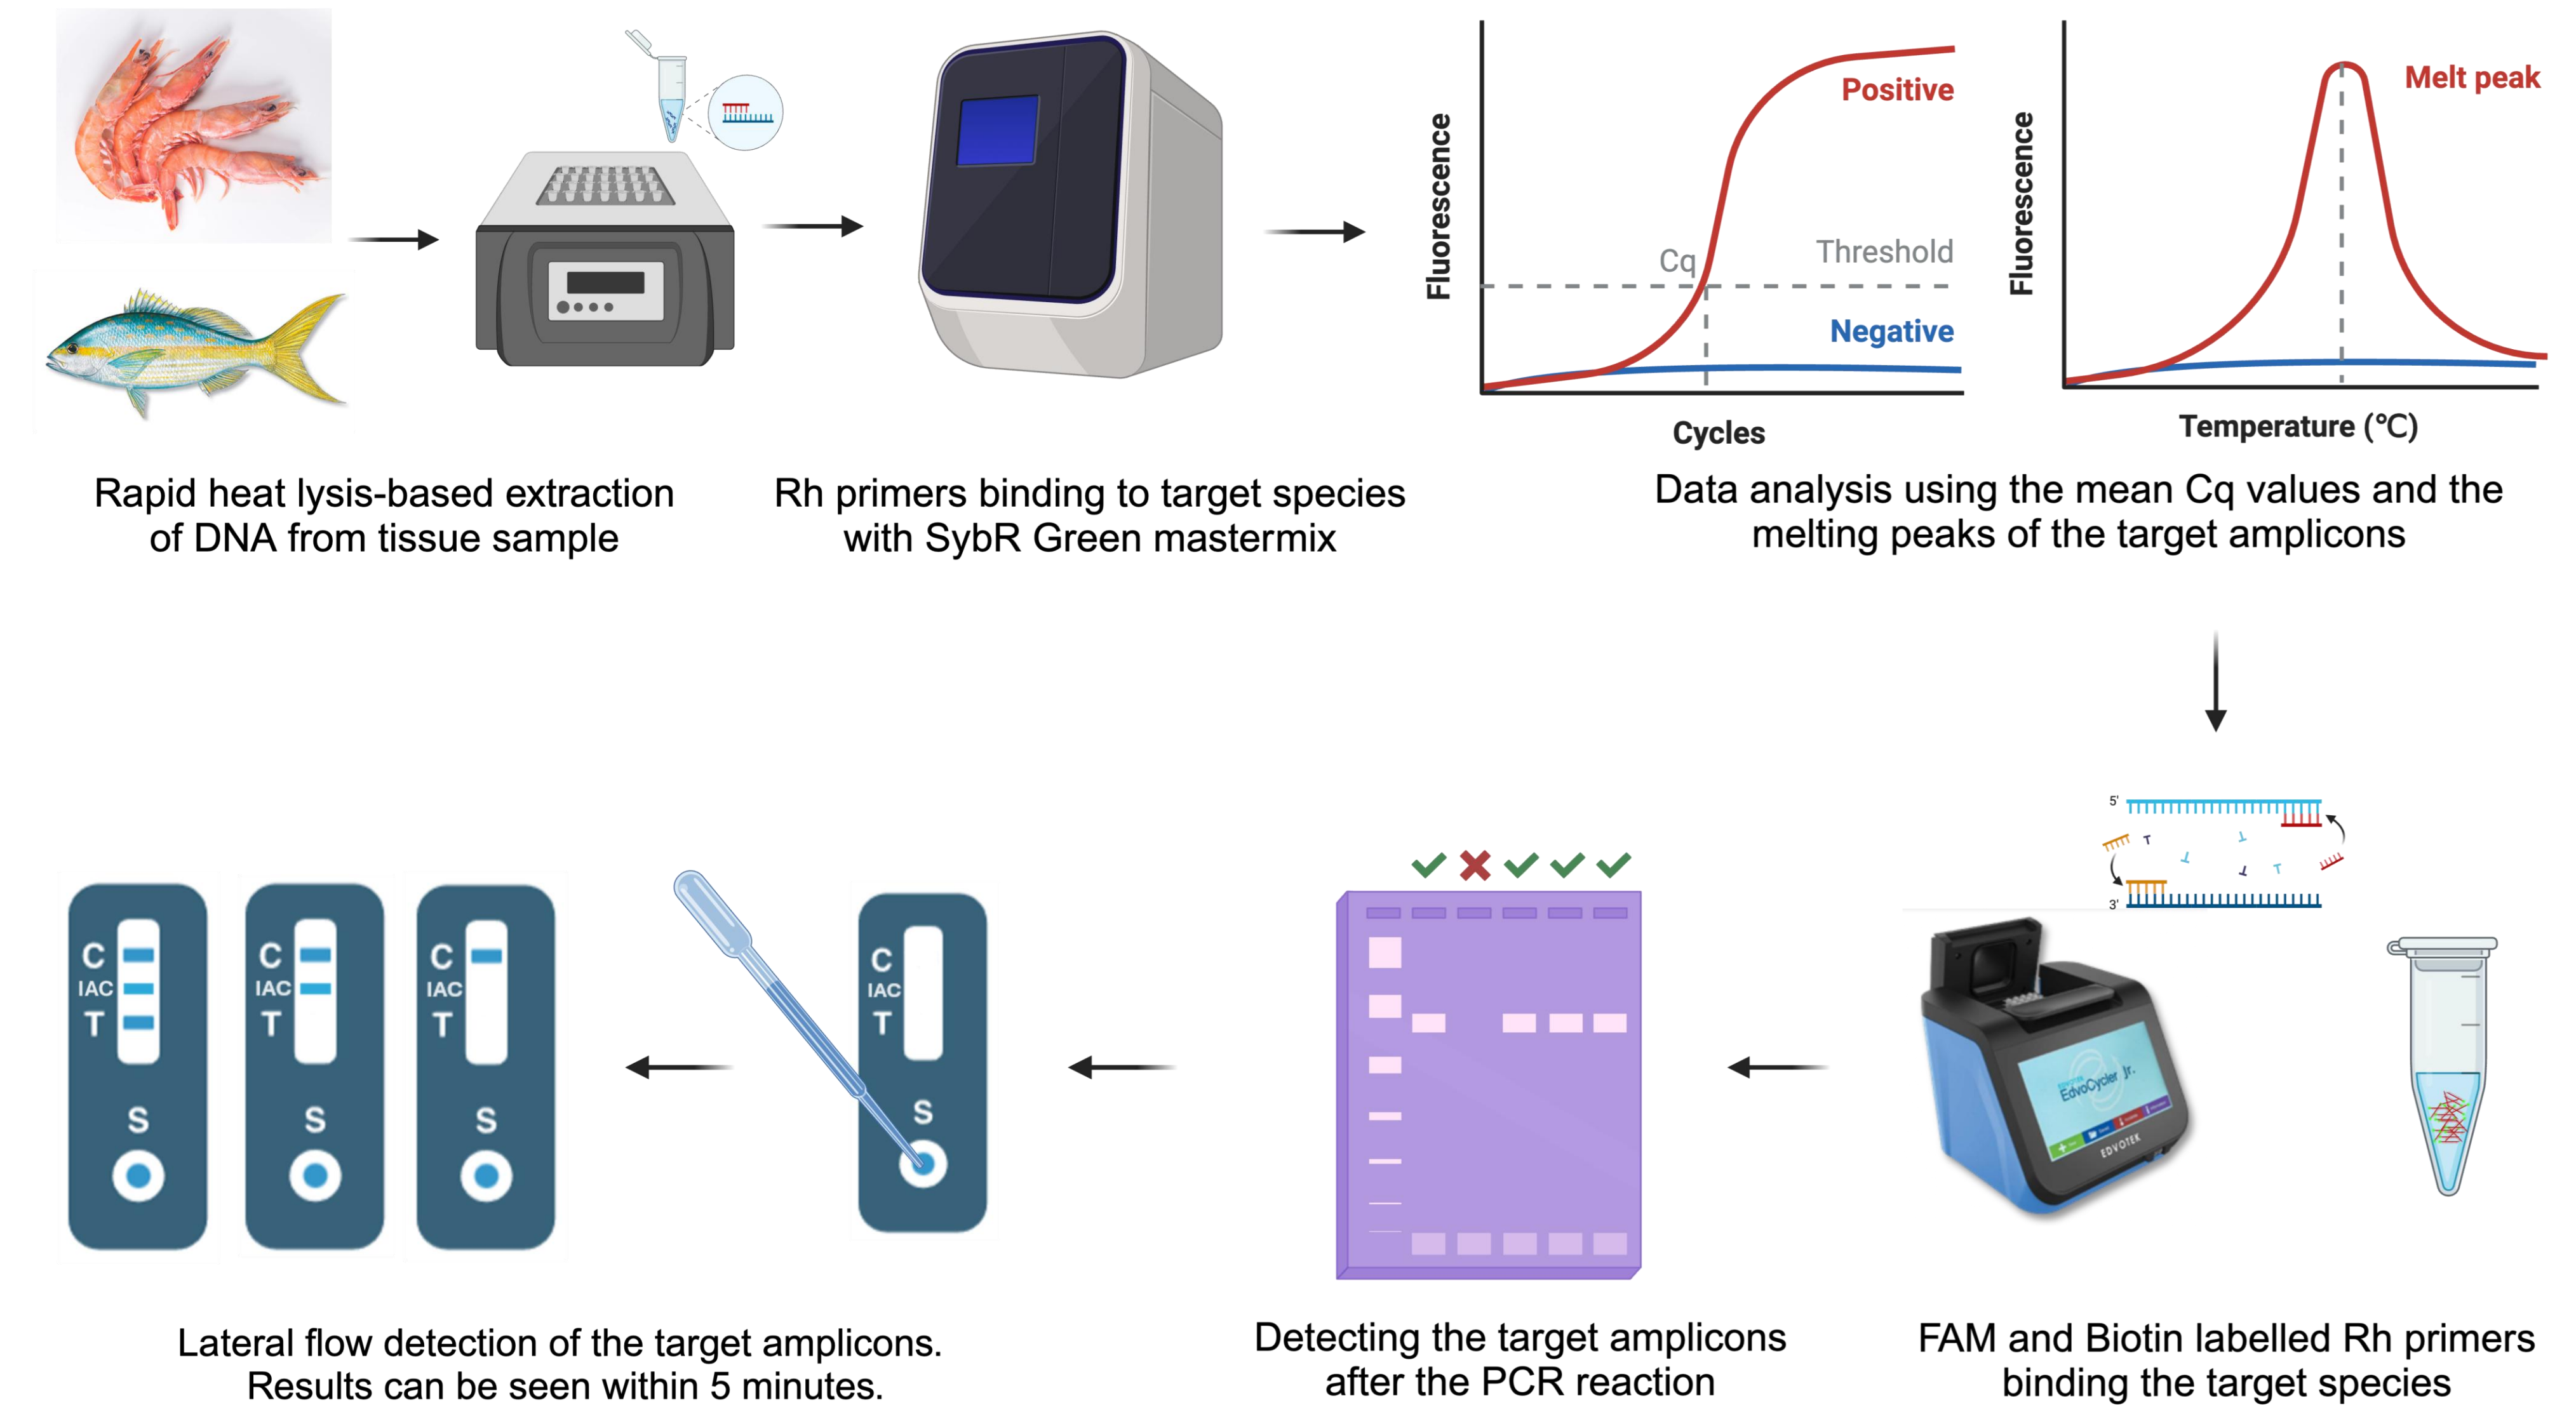 Fluorescence
Positive
Threshold
Cq
Negative
Cycles
Fluorescence
Melt peak
Temperature (°C)
Rapid heat lysis-based extraction
of DNA from tissue sample
Rh primers binding to target species
with SybR Green mastermix
Data analysis using the mean Cq values and the
melting peaks of the target amplicons
C
IAC
T
S
C
IAC
T
S
C
IAC
T
S
C
IAC
T
S
5'
3'
EdvoCycler Jr.
EDVOTEK
Lateral flow detection of the target amplicons.
Results can be seen within 5 minutes.
Detecting the target amplicons
after the PCR reaction
FAM and Biotin labelled Rh primers
binding the target species